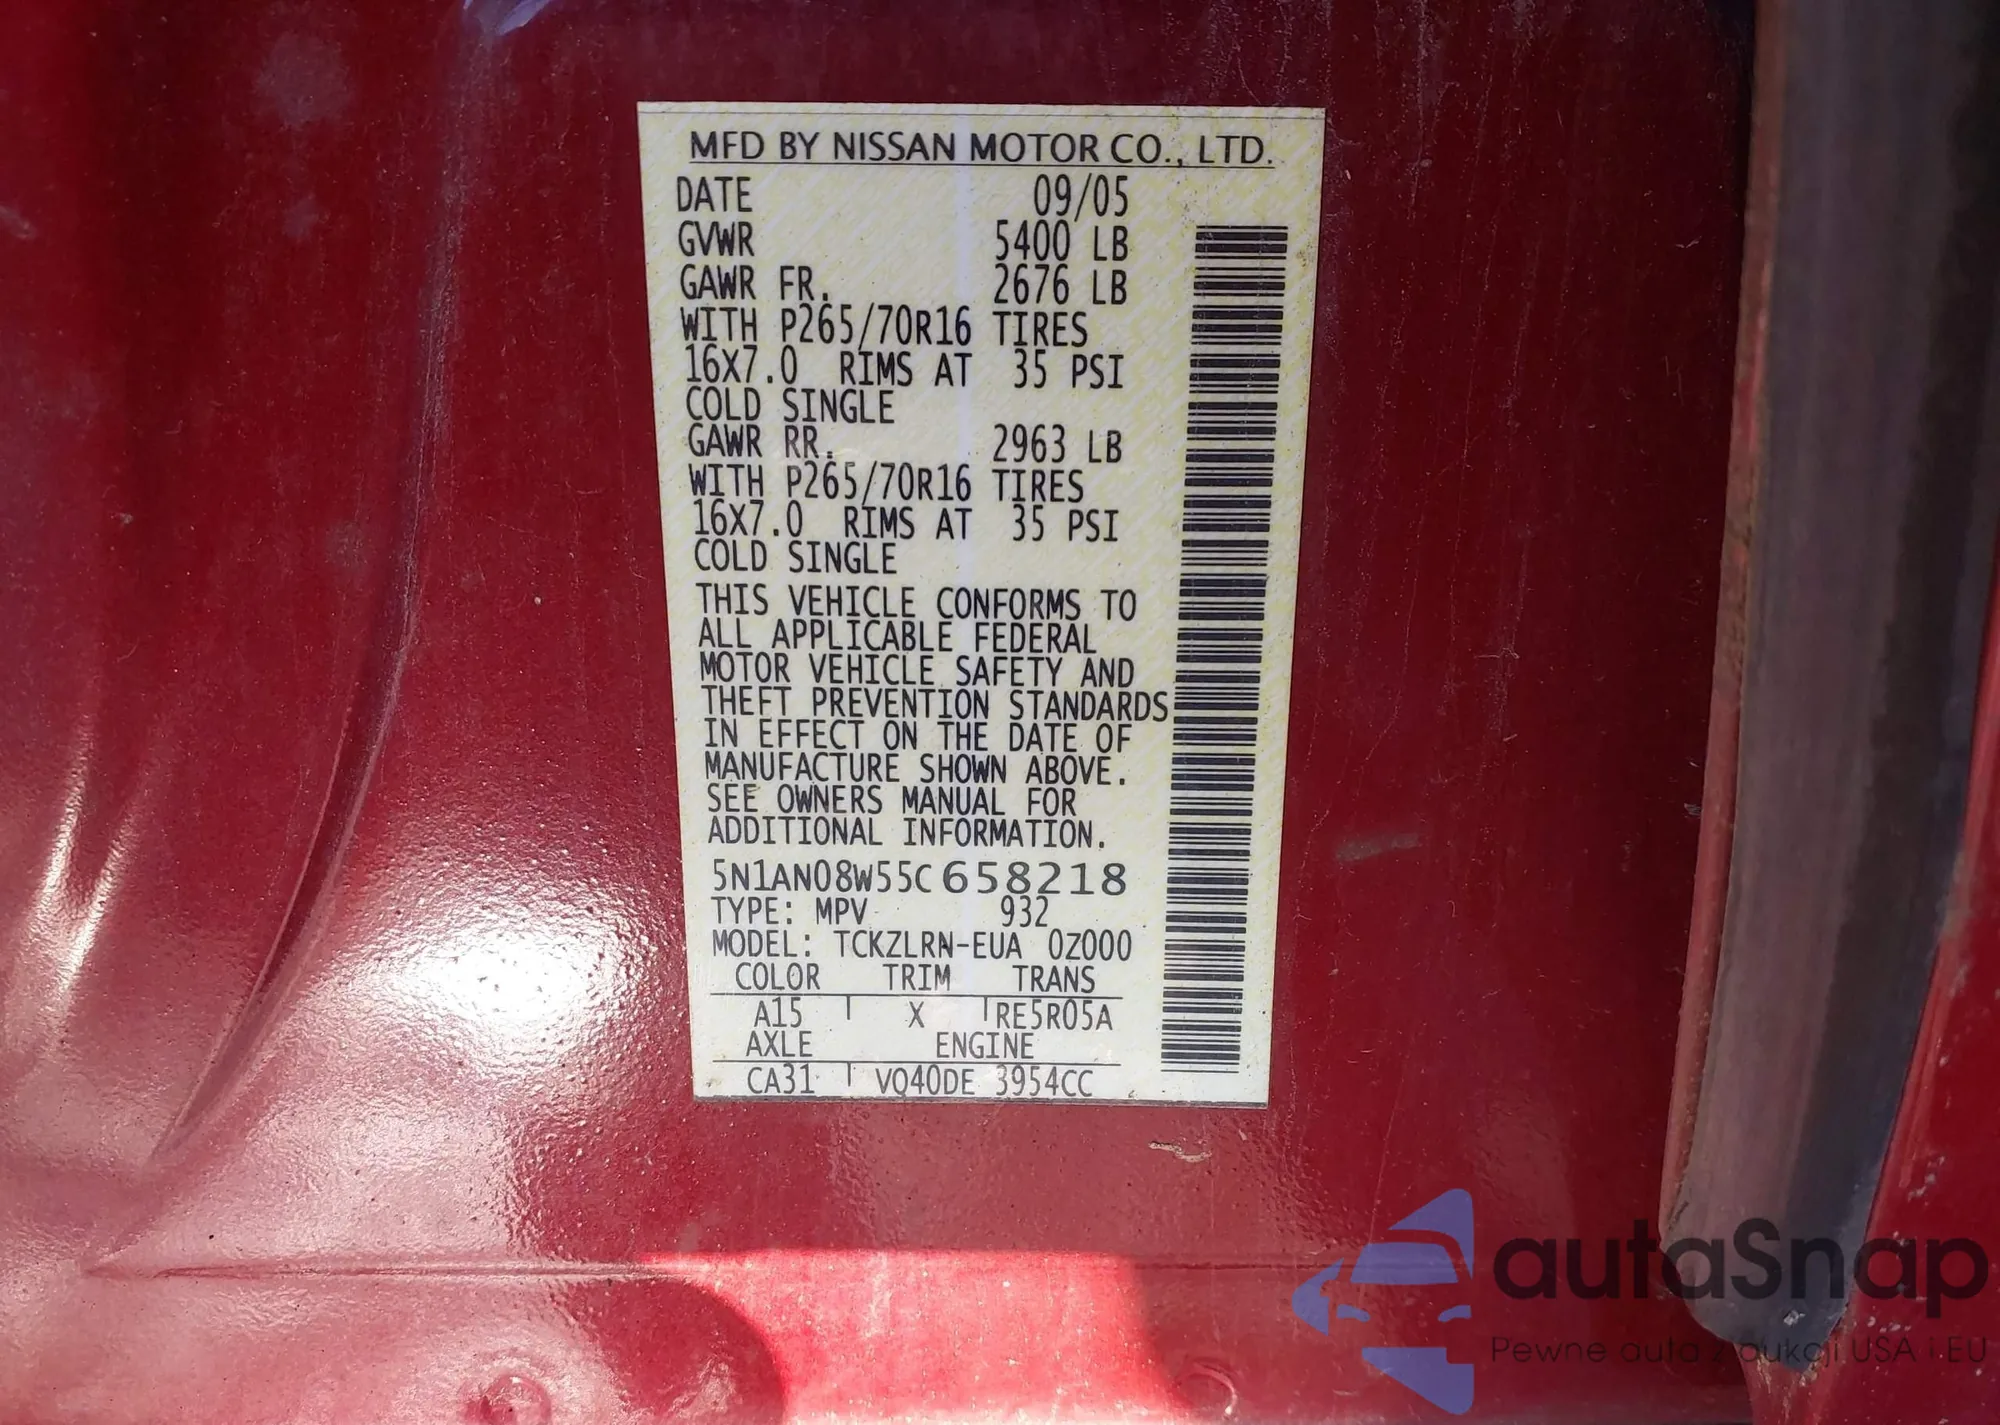 MFD BY NISSAN MOTOR CO., LTD.
DATE 09/05
GVWR 5400 LB
GAWR FR. 2676 LB
WITH P265/70R16 TIRES
16X7.0 RIMS AT 35 PSI
COLD SINGLE
GAWR RR. 2963 LB
WITH P265/70R16 TIRES
16X7.0 RIMS AT 35 PSI
COLD SINGLE
THIS VEHICLE CONFORMS TO
ALL APPLICABLE FEDERAL
MOTOR VEHICLE SAFETY AND
THEFT PREVENTION STANDARDS
IN EFFECT ON THE DATE OF
MANUFACTURE SHOWN ABOVE.
SEE OWNERS MANUAL FOR
ADDITIONAL INFORMATION.
5N1AN08W55C658218
TYPE: MPV 932
MODEL: TCKZLRN-EUA 0Z000
COLOR TRIM TRANS
A15 X RE5R05A
AXLE ENGINE
CA31 VQ40DE 3954CC
autaSnap
Pewne auta z aukcji USA i EU